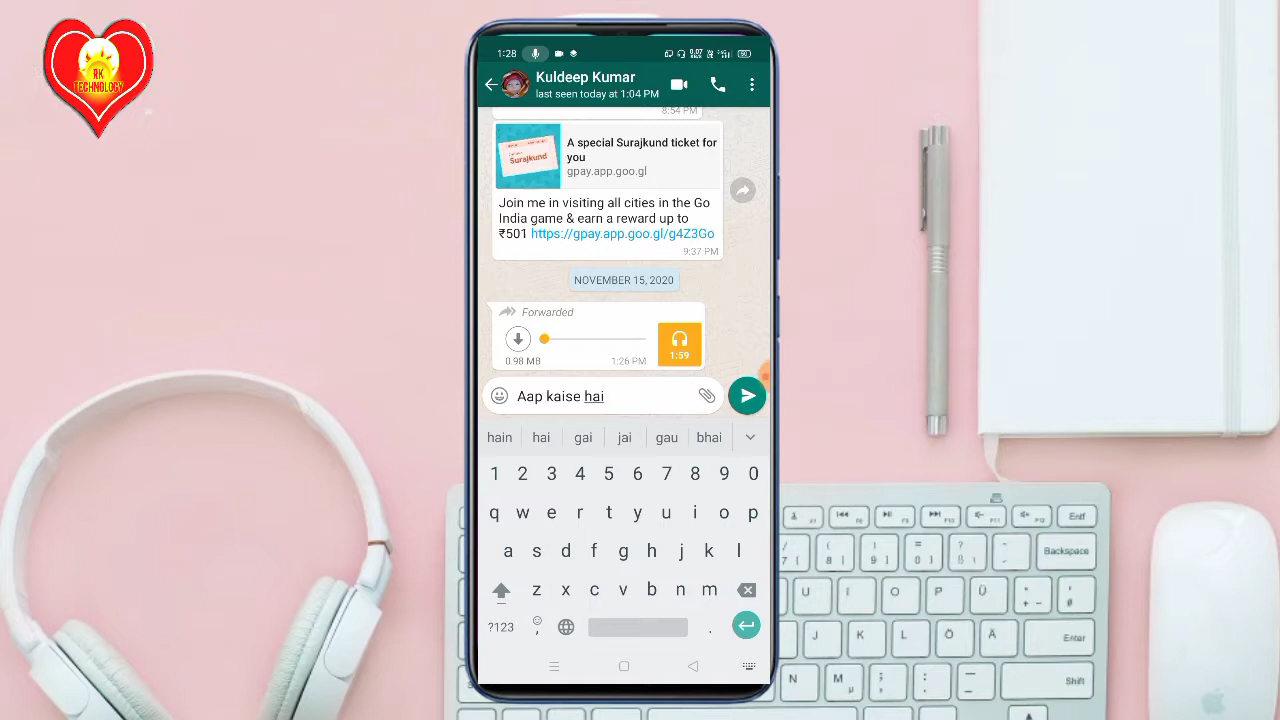 RK
TECHNOLOGY
1:28
Kuldeep Kumar
last seen today at 1:04 PM
8:54 PM
A special Surajkund ticket for
you
gpay.app.goo.gl
Surajkund
Join me in visiting all cities in the Go
India game & earn a reward up to
₹501 https://gpay.app.goo.gl/g4Z3Go
9:37 PM
NOVEMBER 15, 2020
Forwarded
0.98 MB
1:26 PM
1:59
Aap kaise hai
hain hai gai jai gau bhai
1 2 3 4 5 6 7 8 9 0
q w e r t y u i o p
a s d f g h j k l
z x c v b n m
?123 , .
Entf
Backspace
U I O P Ü
J K L Ö Ä Enter
N M Shift